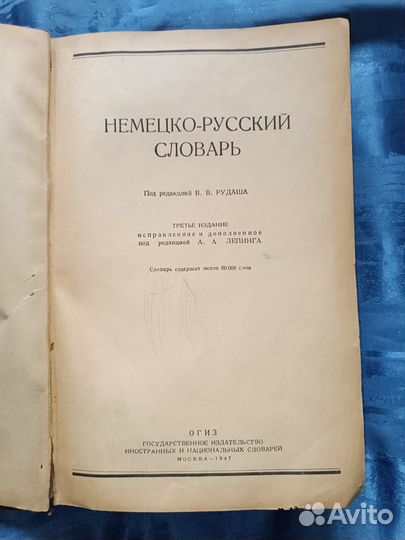 НЕМЕЦКО-РУССКИЙ
СЛОВАРЬ
Под редакцией В. В. РУДАША
ТРЕТЬЕ ИЗДАНИЕ
исправленное и дополненное
под редакцией А. А. ЛЕПИНГА
Словарь содержит около 60 000 слов
ОГИЗ
ГОСУДАРСТВЕННОЕ ИЗДАТЕЛЬСТВО
ИНОСТРАННЫХ И НАЦИОНАЛЬНЫХ СЛОВАРЕЙ
МОСКВА—1947
Avito